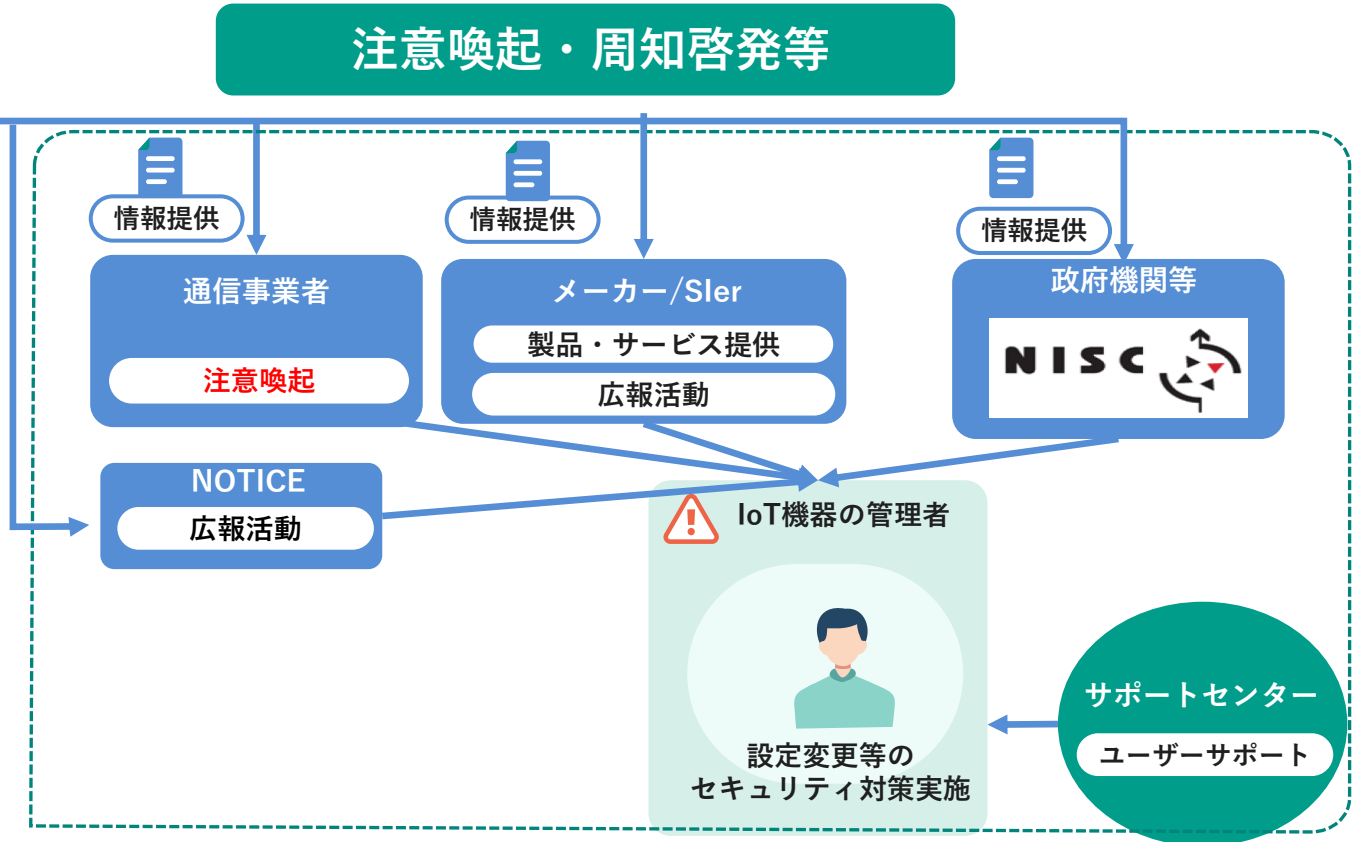 注意喚起・周知啓発等
情報提供
情報提供
情報提供
通信事業者
注意喚起
メーカー/SIer
製品・サービス提供
広報活動
政府機関等
NISC
NOTICE
広報活動
IoT機器の管理者
設定変更等の
セキュリティ対策実施
サポートセンター
ユーザーサポート